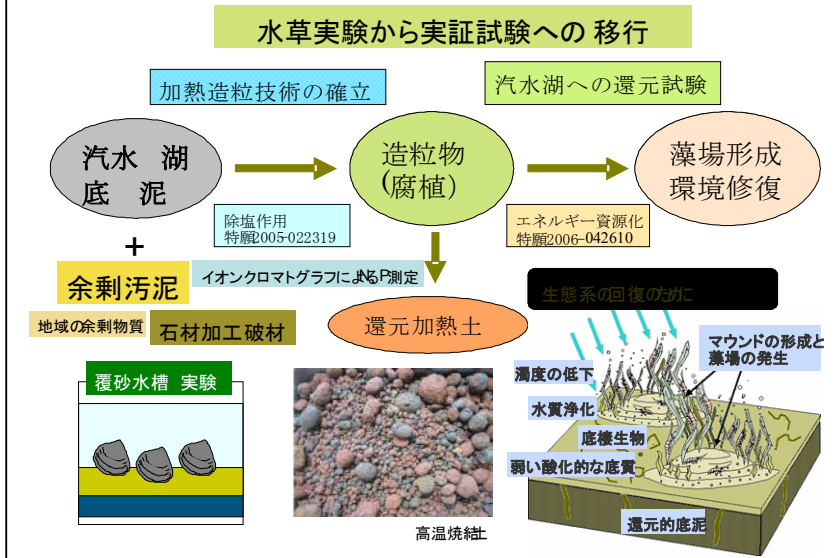 水草実験から実証試験への 移行
加熱造粒技術の確立
汽水湖への還元試験
汽水 湖
底 泥
造粒物
(腐植)
藻場形成
環境修復
除塩作用
特願2005-022319
エネルギー資源化
特願2006-042610
+
余剰汚泥
イオンクロマトグラフによるN,P測定
地域の余剰物質
石材加工破材
還元加熱土
生態系の回復のために
マウンドの形成と
藻場の発生
濁度の低下
水質浄化
底棲生物
弱い酸化的な底質
還元的底泥
覆砂水槽 実験
高温焼結土